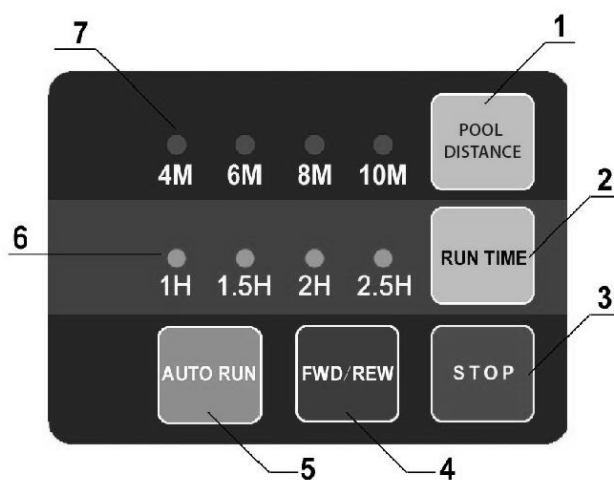 7
1
POOL
DISTANCE
4M 6M 8M 10M
2
6
RUN TIME
1H 1.5H 2H 2.5H
3
AUTO RUN FWD/REW STOP
5
4